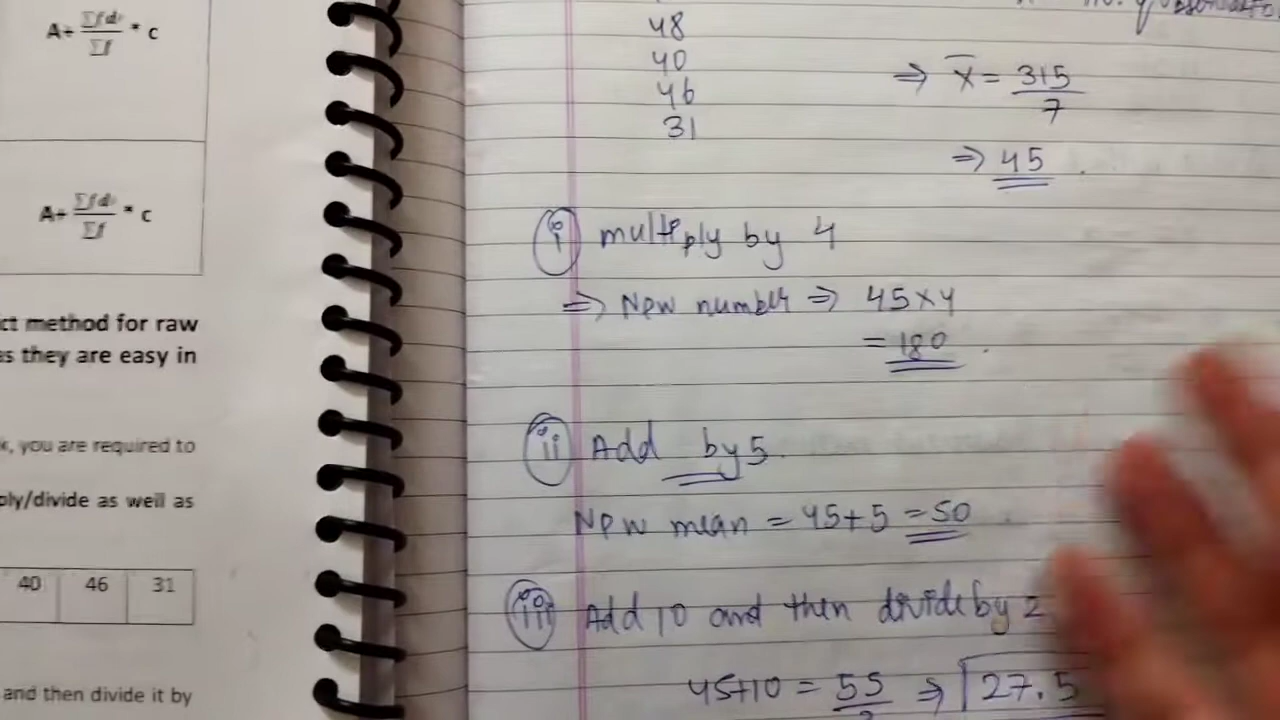 A+ Σfd/Σf * c
A+ Σfd/Σf * c
ct method for raw
as they are easy in
k, you are required to
ply/divide as well as
40 46 31
and then divide it by
48
40
46
31
⇒ x̄ = 315/7
⇒ 45
i multiply by 4
⇒ New number ⇒ 45×4
= 180
ii Add by 5
New mean = 45+5 = 50
iii Add 10 and then divide by 2
45+10 = 55/2 ⇒ 27.5